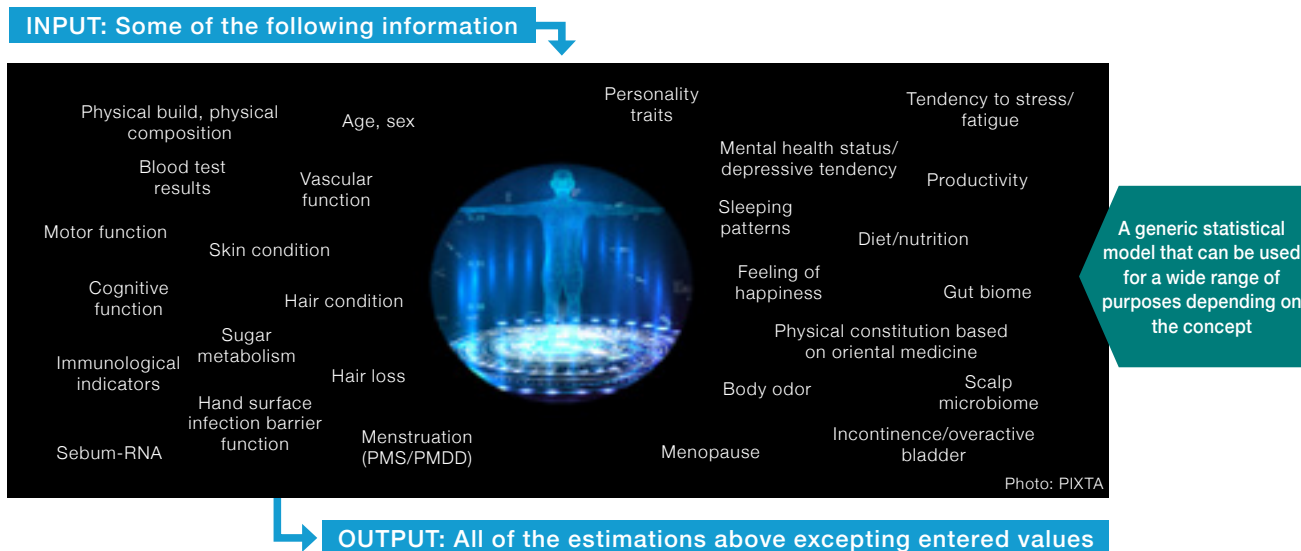 INPUT: Some of the following information
Physical build, physical
composition
Age, sex
Blood test
results
Vascular
function
Motor function
Skin condition
Cognitive
function
Hair condition
Sugar
metabolism
Immunological
indicators
Hair loss
Hand surface
infection barrier
function
Sebum-RNA
Menstruation
(PMS/PMDD)
Personality
traits
Tendency to stress/
fatigue
Mental health status/
depressive tendency
Productivity
Sleeping
patterns
Diet/nutrition
Feeling of
happiness
Gut biome
Physical constitution based
on oriental medicine
Body odor
Scalp
microbiome
Menopause
Incontinence/overactive
bladder
Photo: PIXTA
A generic statistical
model that can be used
for a wide range of
purposes depending on
the concept
OUTPUT: All of the estimations above excepting entered values